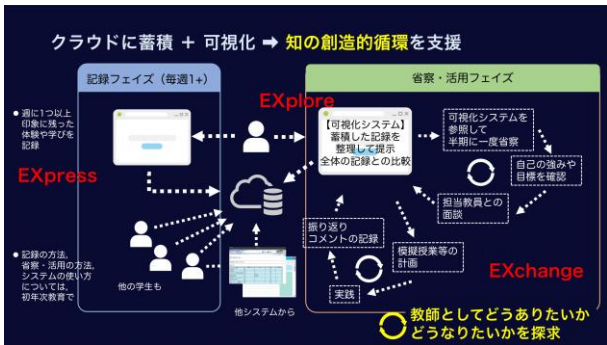 クラウドに蓄積 + 可視化 ➡ 知の創造的循環を支援
記録フェイズ（毎週1+）
● 週に1つ以上
印象に残った
体験や学びを
記録
EXpress
● 記録の方法,
省察・活用の方法,
システムの使い方
については,
初年次教育で
他の学生も
EXplore
他システムから
省察・活用フェイズ
【可視化システム】
蓄積した記録を
整理して提示
全体の記録との比較
可視化システムを
参照して
半期に一度省察
自己の強みや
目標を確認
担当教員との
面談
振り返り
コメントの記録
模擬授業等の
計画
実践
EXchange
教師としてどうありたいか
どうなりたいかを探求